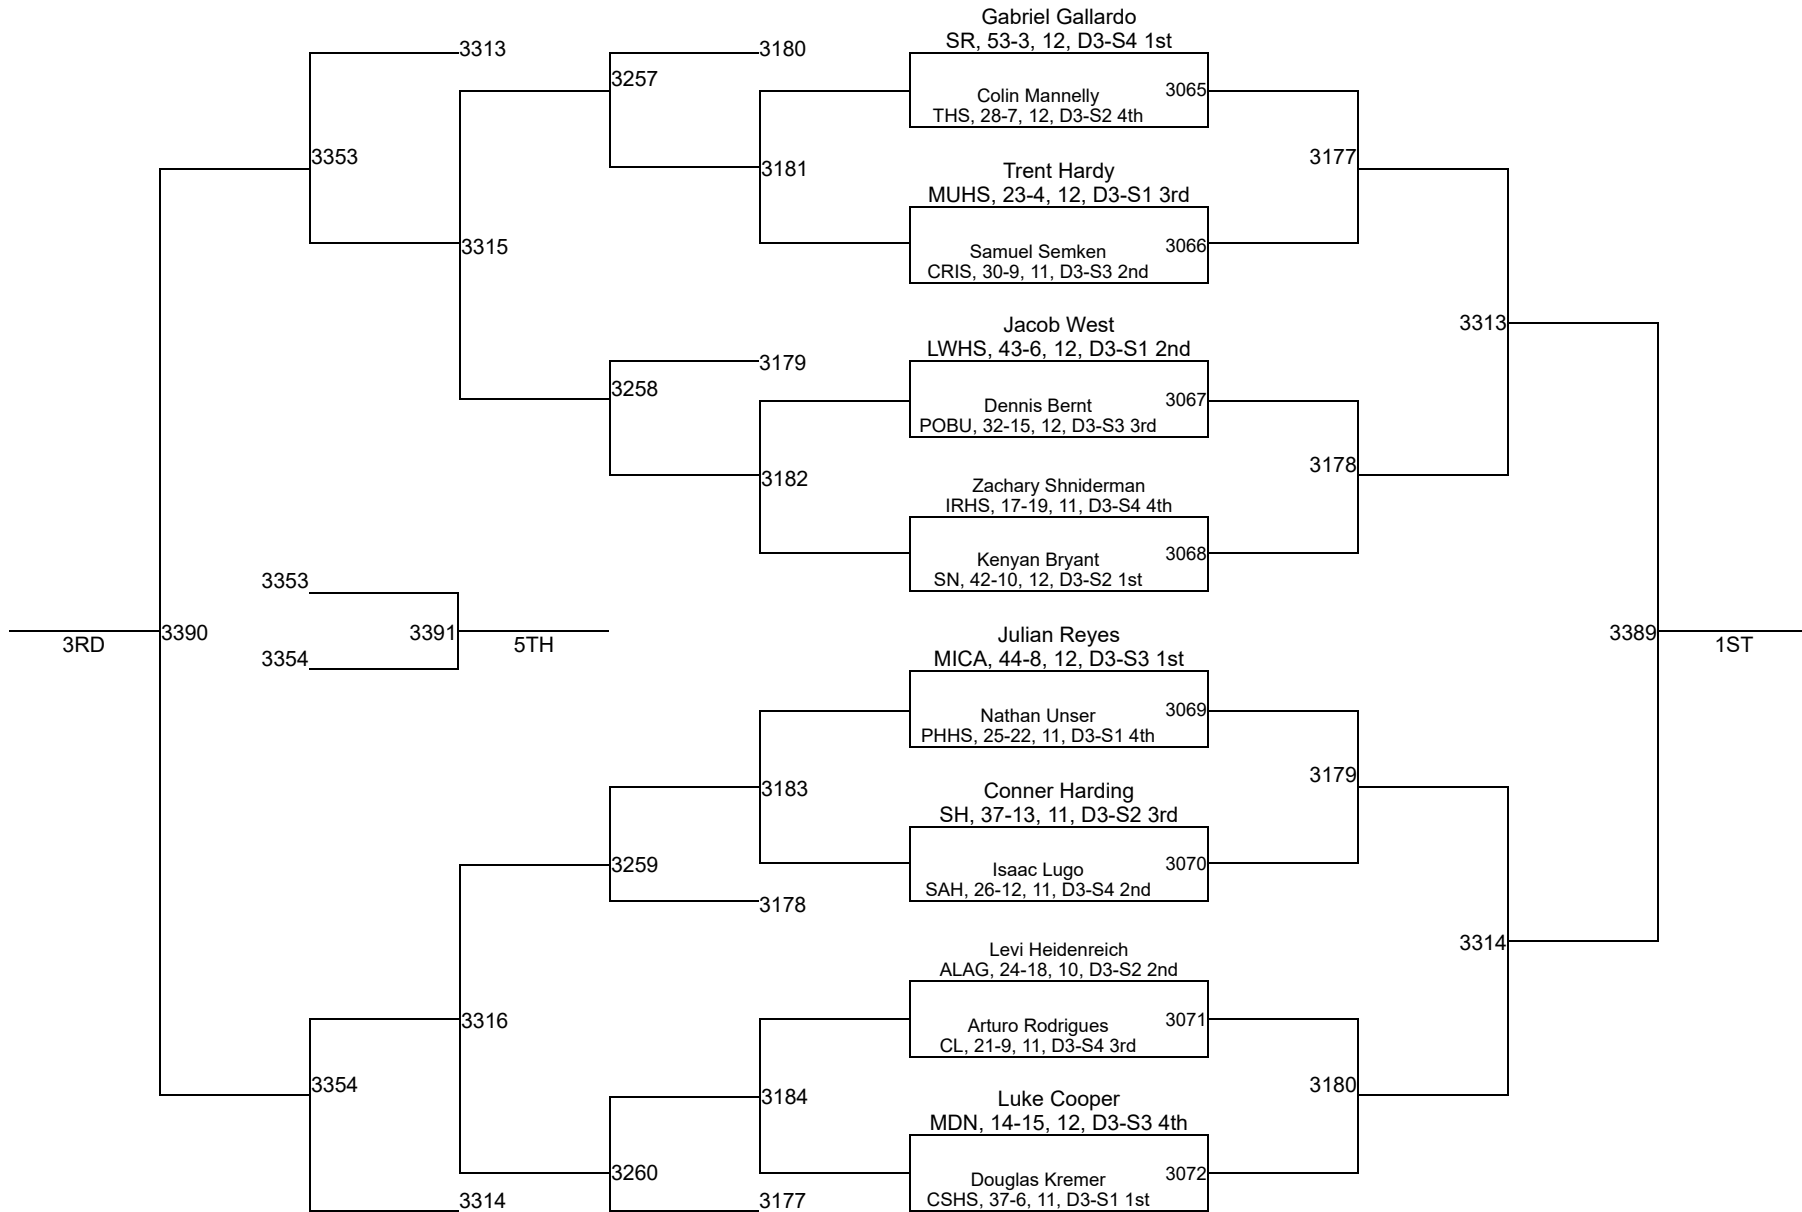 Gabriel Gallardo
SR, 53-3, 12, D3-S4 1st
3313
3180
3257
Colin Mannelly
THS, 28-7, 12, D3-S2 4th
3065
3353
3181
Trent Hardy
MUHS, 23-4, 12, D3-S1 3rd
3177
3315
Samuel Semken
CRIS, 30-9, 11, D3-S3 2nd
3066
Jacob West
LWHS, 43-6, 12, D3-S1 2nd
3313
3179
3258
Dennis Bernt
POBU, 32-15, 12, D3-S3 3rd
3067
3182
Zachary Shniderman
IRHS, 17-19, 11, D3-S4 4th
3178
Kenyan Bryant
SN, 42-10, 12, D3-S2 1st
3068
3353
3RD
3390
3391
5TH
3354
Julian Reyes
MICA, 44-8, 12, D3-S3 1st
3389
1ST
Nathan Unser
PHHS, 25-22, 11, D3-S1 4th
3069
3183
Conner Harding
SH, 37-13, 11, D3-S2 3rd
3179
3259
Isaac Lugo
SAH, 26-12, 11, D3-S4 2nd
3070
3178
Levi Heidenreich
ALAG, 24-18, 10, D3-S2 2nd
3314
3316
Arturo Rodrigues
CL, 21-9, 11, D3-S4 3rd
3071
3354
3184
Luke Cooper
MDN, 14-15, 12, D3-S3 4th
3180
3260
Douglas Kremer
CSHS, 37-6, 11, D3-S1 1st
3072
3314
3177